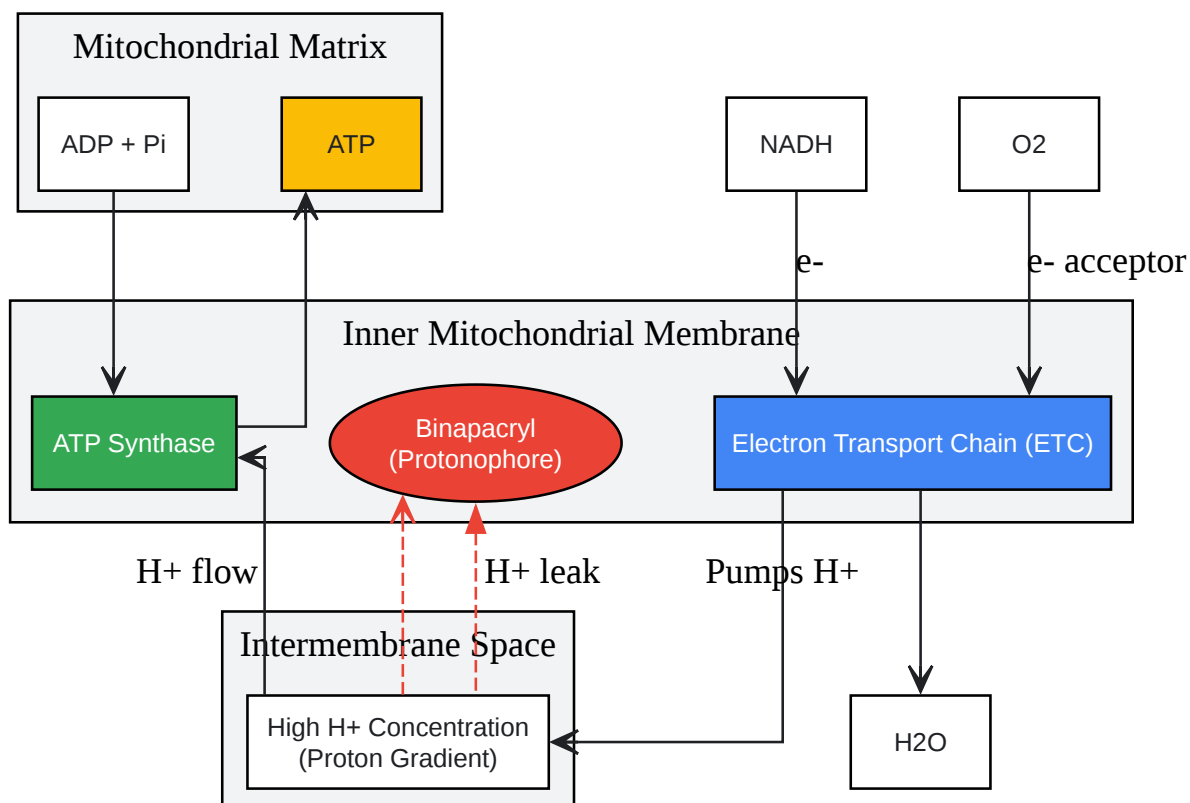 Mitochondrial Matrix
ADP + Pi
ATP
NADH
O2
e-
e- acceptor
Inner Mitochondrial Membrane
ATP Synthase
Binapacryl
(Protonophore)
Electron Transport Chain (ETC)
H+ flow
H+ leak
Pumps H+
Intermembrane Space
High H+ Concentration
(Proton Gradient)
H2O